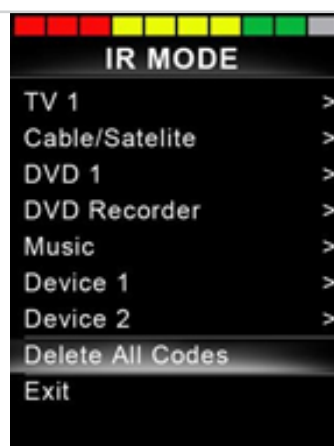 IR MODE
TV 1 >
Cable/Satelite >
DVD 1 >
DVD Recorder >
Music >
Device 1 >
Device 2 >
Delete All Codes
Exit